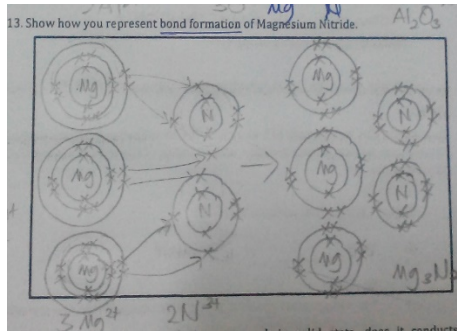 Mg N
Al₂O₃
13. Show how you represent bond formation of Magnesium Nitride.
Mg Mg
N N
Mg Mg
N N
Mg Mg
Mg₃N₂
3Mg²⁺ 2N³⁺